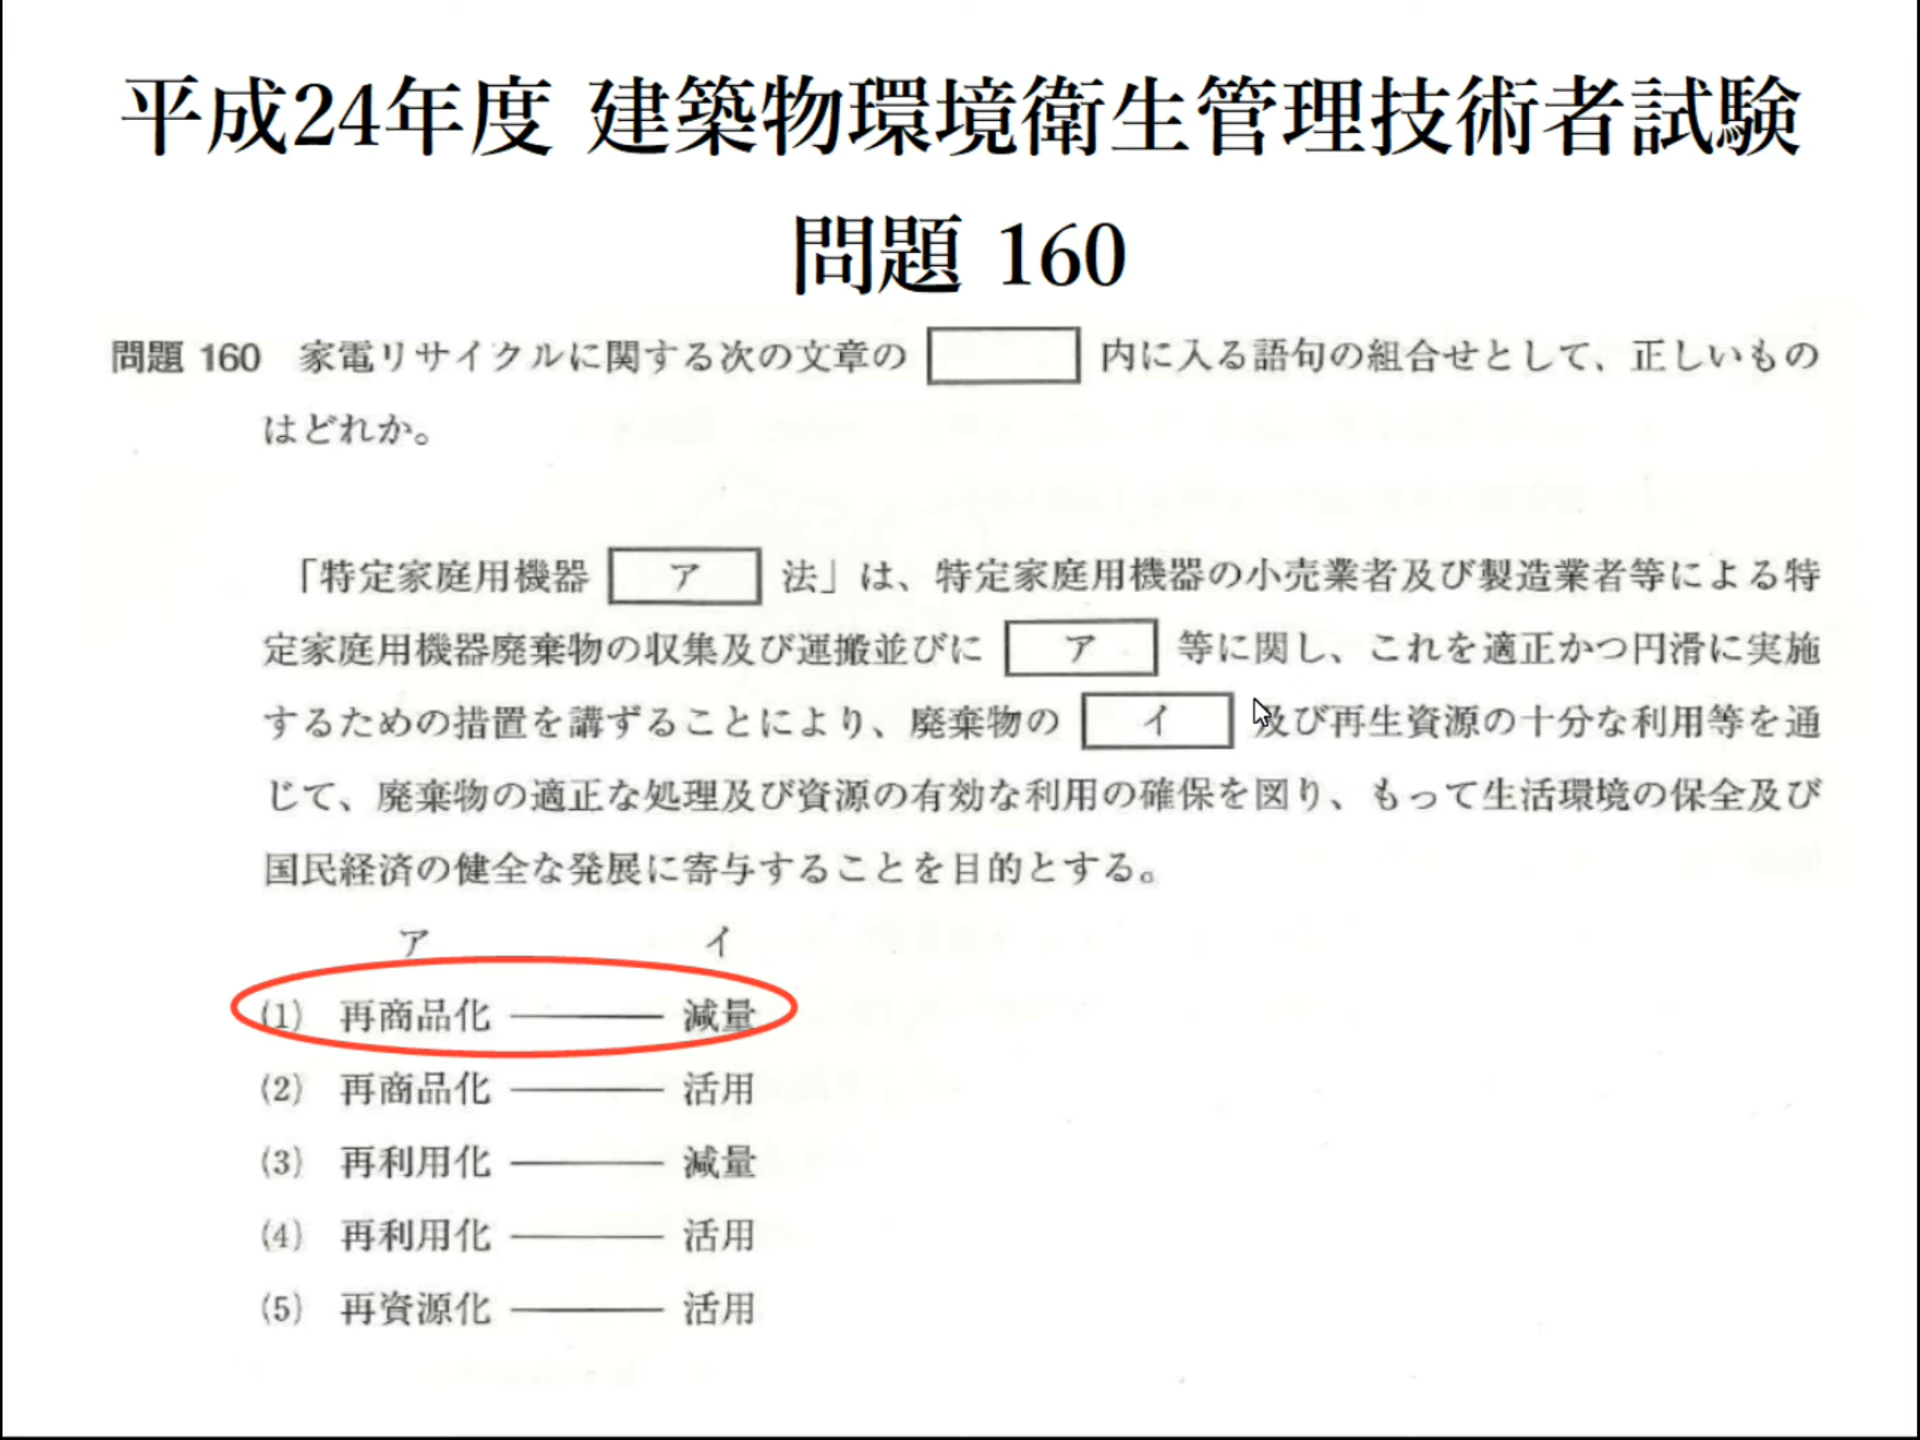 平成24年度 建築物環境衛生管理技術者試験
問題 160
問題 160 家電リサイクルに関する次の文章の 内に入る語句の組合せとして、正しいもの
はどれか。
「特定家庭用機器 ア 法」は、特定家庭用機器の小売業者及び製造業者等による特
定家庭用機器廃棄物の収集及び運搬並びに ア 等に関し、これを適正かつ円滑に実施
するための措置を講ずることにより、廃棄物の イ 及び再生資源の十分な利用等を通
じて、廃棄物の適正な処理及び資源の有効な利用の確保を図り、もって生活環境の保全及び
国民経済の健全な発展に寄与することを目的とする。
ア イ
(1) 再商品化 ―――― 減量
(2) 再商品化 ―――― 活用
(3) 再利用化 ―――― 減量
(4) 再利用化 ―――― 活用
(5) 再資源化 ―――― 活用